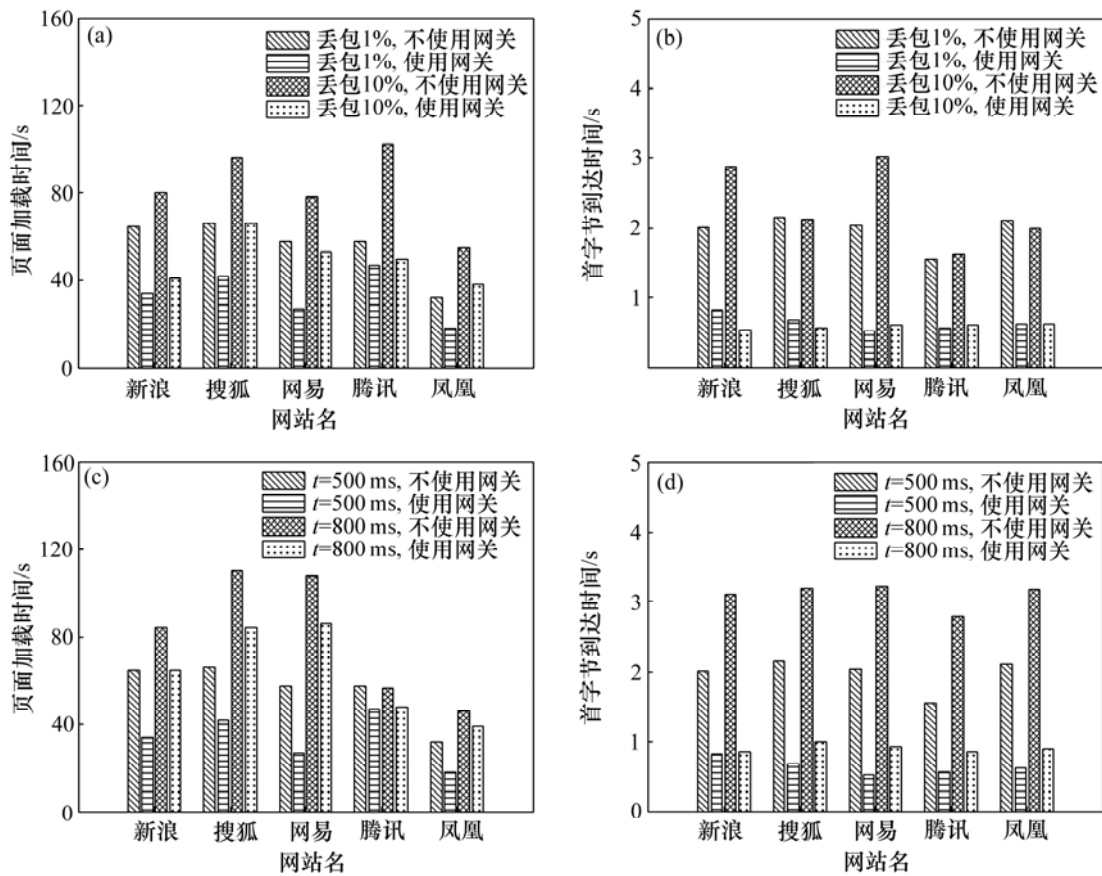 (a)
160
120
80
40
0
页面加载时间/s
丢包1%, 不使用网关
丢包1%, 使用网关
丢包10%, 不使用网关
丢包10%, 使用网关
新浪 搜狐 网易 腾讯 凤凰
网站名
(b)
5
4
3
2
1
首字节到达时间/s
丢包1%, 不使用网关
丢包1%, 使用网关
丢包10%, 不使用网关
丢包10%, 使用网关
新浪 搜狐 网易 腾讯 凤凰
网站名
(c)
160
120
80
40
0
页面加载时间/s
t=500 ms, 不使用网关
t=500 ms, 使用网关
t=800 ms, 不使用网关
t=800 ms, 使用网关
新浪 搜狐 网易 腾讯 凤凰
网站名
(d)
5
4
3
2
1
0
首字节到达时间/s
t=500 ms, 不使用网关
t=500 ms, 使用网关
t=800 ms, 不使用网关
t=800 ms, 使用网关
新浪 搜狐 网易 腾讯 凤凰
网站名